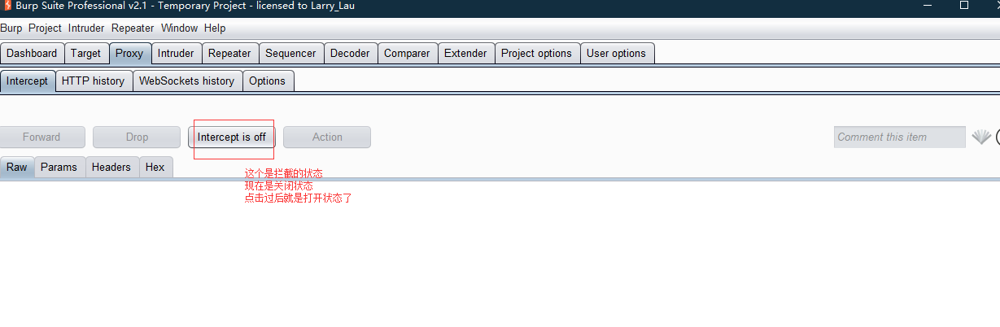 Burp Suite Professional v2.1 - Temporary Project - licensed to Larry_Lau
Burp Project Intruder Repeater Window Help
Dashboard Target Proxy Intruder Repeater Sequencer Decoder Comparer Extender Project options User options
Intercept HTTP history WebSockets history Options
Forward Drop Intercept is off Action Comment this item
Raw Params Headers Hex
这个是拦截的状态
现在是关闭状态
点击过后就是打开状态了